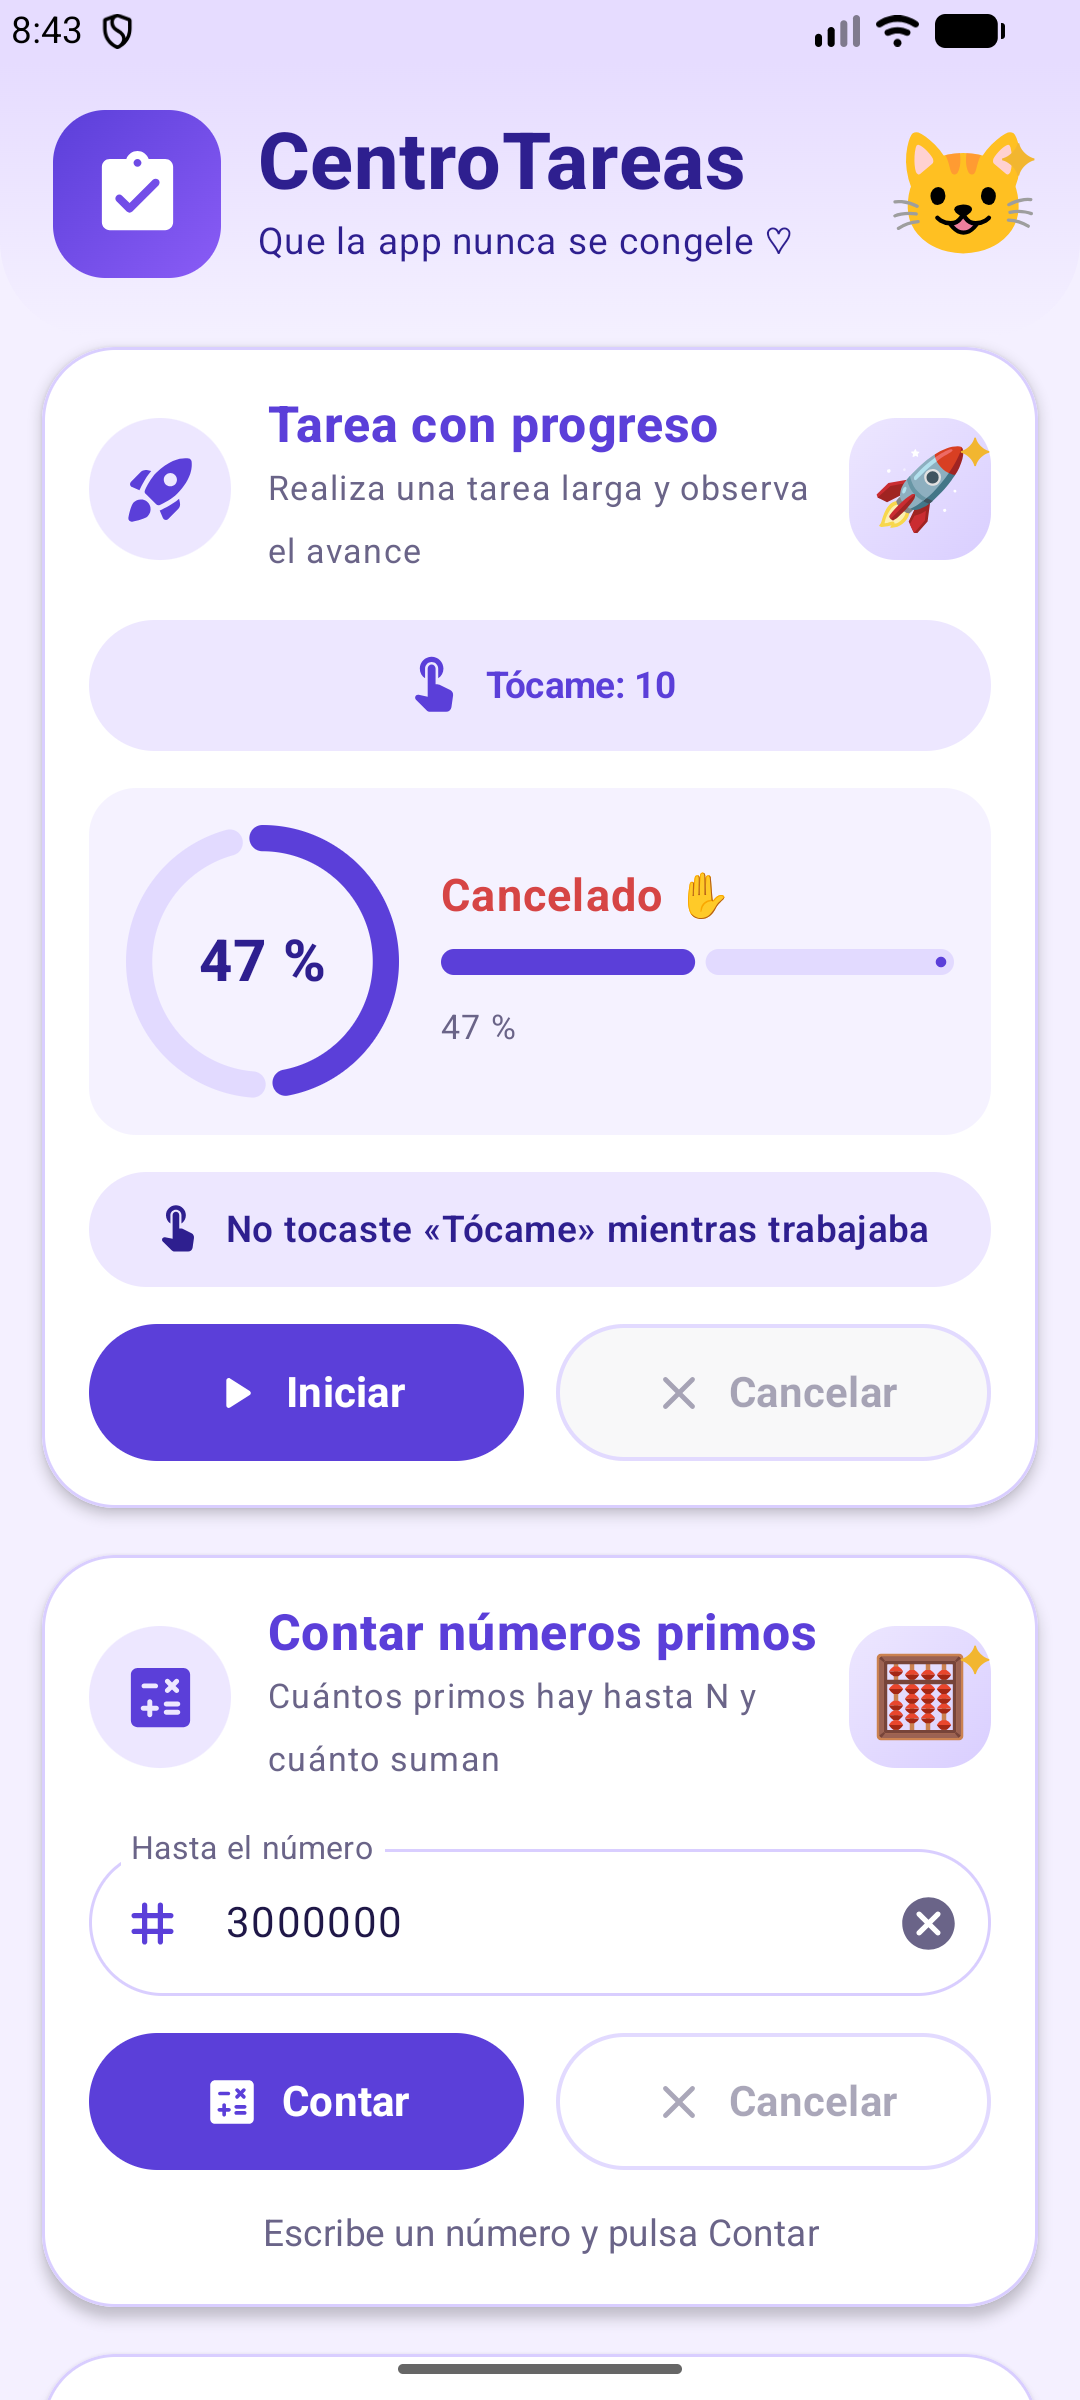 8:43
CentroTareas
Que la app nunca se congele ♡
Tarea con progreso
Realiza una tarea larga y observa
el avance
Tócame: 10
47 %
Cancelado ✋
47 %
No tocaste «Tócame» mientras trabajaba
Iniciar
Cancelar
Contar números primos
Cuántos primos hay hasta N y
cuánto suman
Hasta el número
3000000
Contar
Cancelar
Escribe un número y pulsa Contar